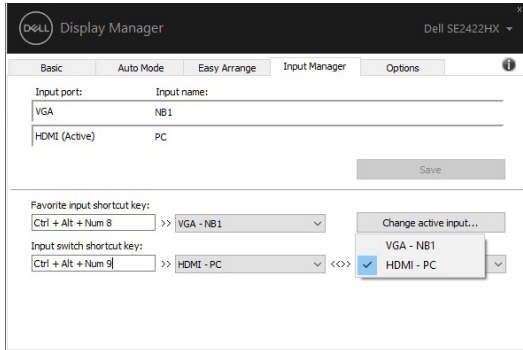 DELL Display Manager
Dell SE2422HX
Basic Auto Mode Easy Arrange Input Manager Options
Input port: Input name:
VGA NB1
HDMI (Active) PC
Save
Favorite input shortcut key:
Ctrl + Alt + Num 8 >> VGA - NB1 Change active input...
Input switch shortcut key:
Ctrl + Alt + Num 9 >> HDMI - PC <<>>
VGA - NB1
HDMI - PC